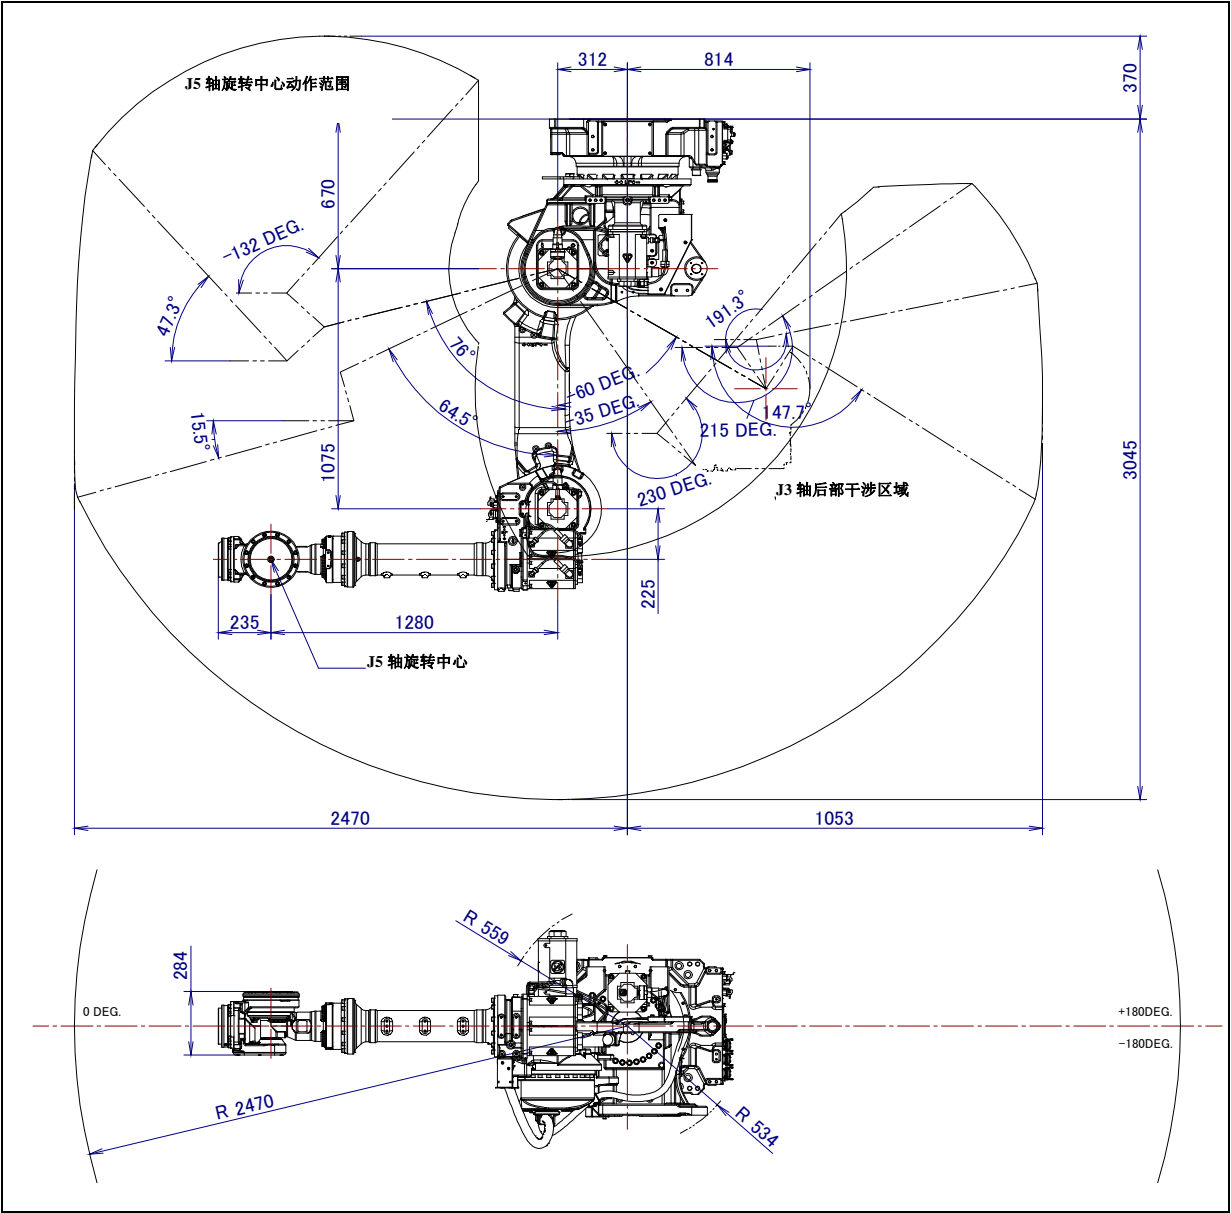 312
814
370
J5 轴旋转中心动作范围
670
-132 DEG.
47.3°
191.3°
76°
-60 DEG.
-35 DEG.
64.5°
147.7°
15.5°
215 DEG.
1075
3045
230 DEG.
J3 轴后部干涉区域
225
235
1280
J5 轴旋转中心
2470
1053
R 559
284
0 DEG.
+180DEG.
-180DEG.
R 2470
R 534